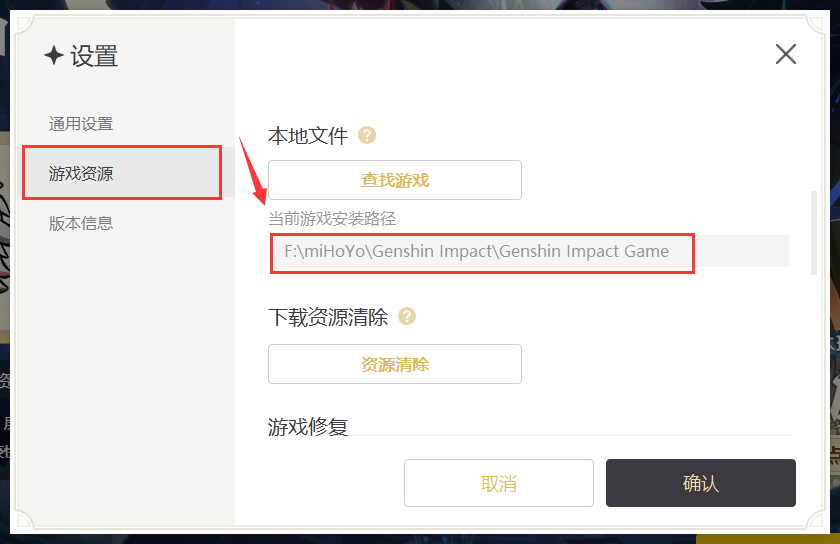 设置
通用设置
游戏资源
版本信息
本地文件 ?
查找游戏
当前游戏安装路径
F:\miHoYo\Genshin Impact\Genshin Impact Game
下载资源清除 ?
资源清除
游戏修复
取消
确认